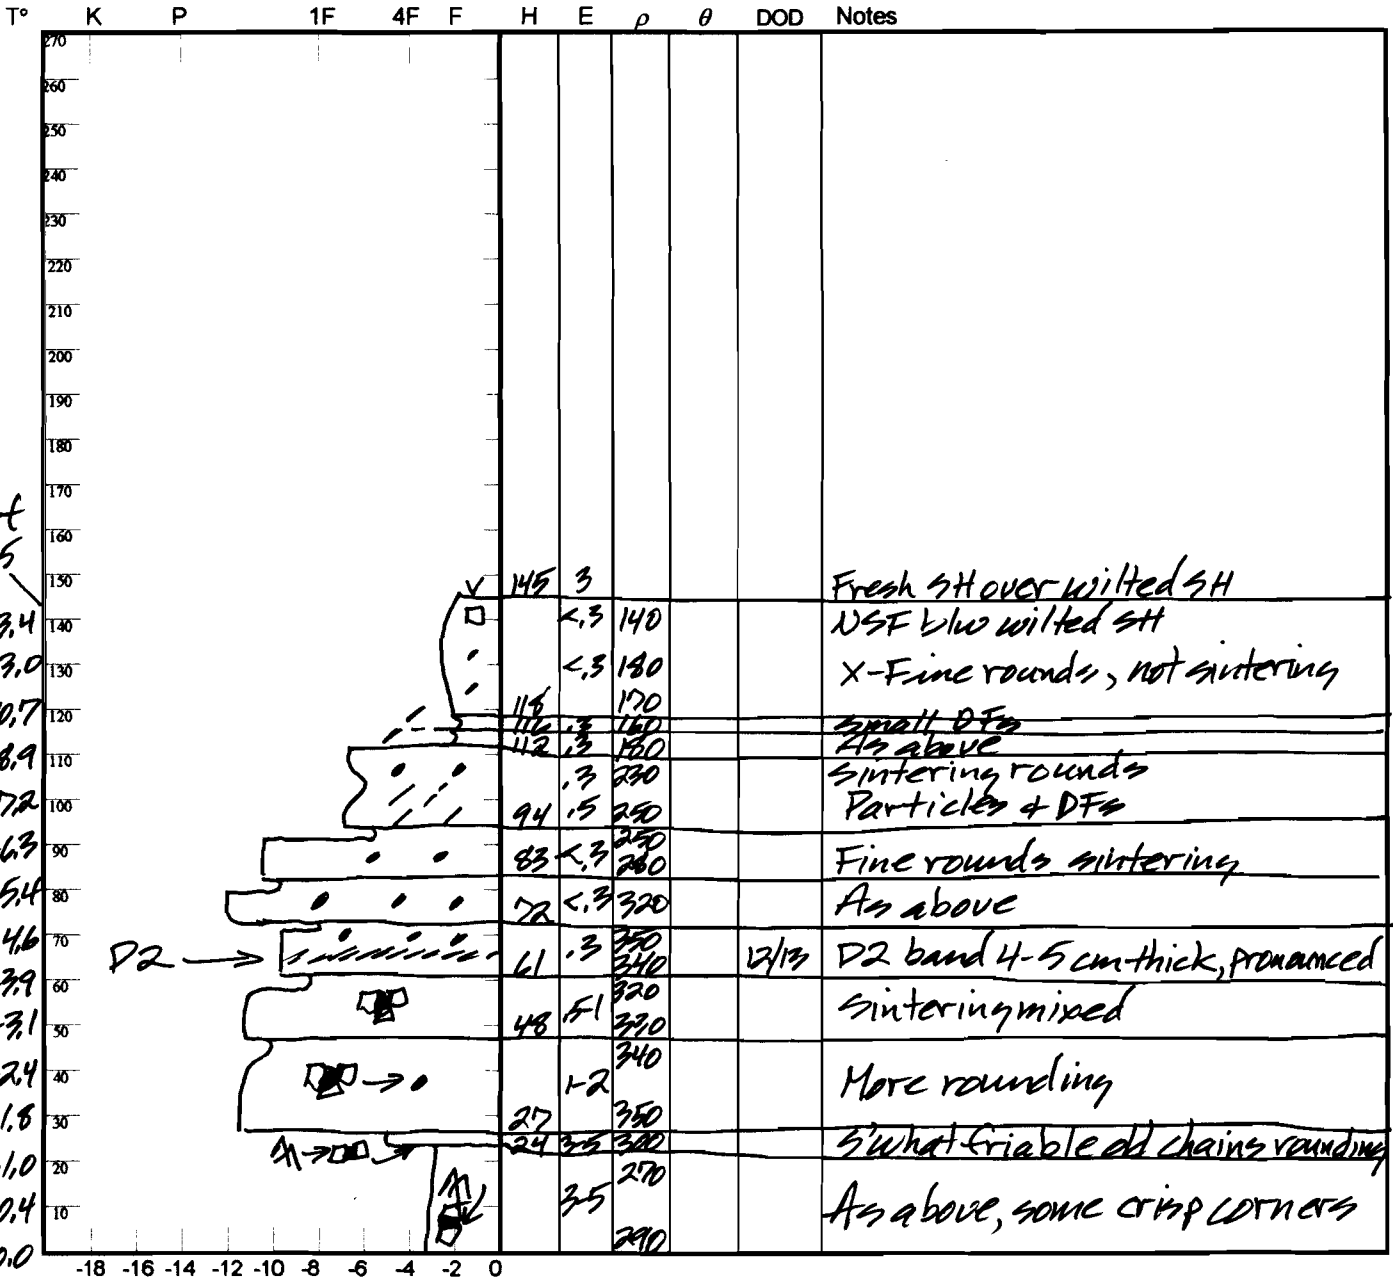 T° K P 1F 4F F H E ρ θ DOD Notes
270
260
250
240
230
220
210
200
190
180
170
160
150 V 145 3 Fresh SH over wilted SH
3,4 140 <,3 140 NSF blw wilted SH
3,0 130 <,3 180 X-Fine rounds, not sintering
0,7 120 118 170
116 ,3 160 small DFs
8,9 110 112 ,3 180 As above
,3 230 sintering rounds
7,2 100 94 ,5 250 Particles & DFs
6,3 90 250
83 <,3 280 Fine rounds sintering
5,4 80 72 <,3 320 As above
4,6 70 350
D2 61 ,3 340 12/13 D2 band 4-5 cm thick, pronounced
3,9 60 320 sintering mixed
3,1 50 48 ,5-1 330
340
2,4 40 1-2 More rounding
1,8 30 27 350
24 3-5 300 S'what friable old chains rounding
1,0 20 270
0,4 10 3-5 As above, some crisp corners
0,0 290
-18 -16 -14 -12 -10 -8 -6 -4 -2 0